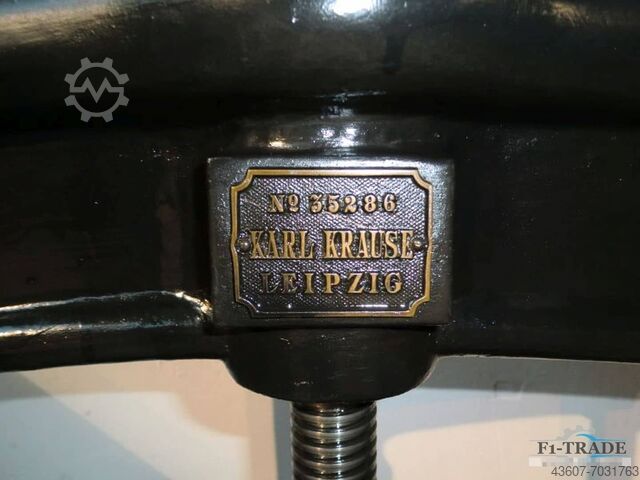 Nº 35286
KARL KRAUSE
LEIPZIG
F1-TRADE
43607-7031763